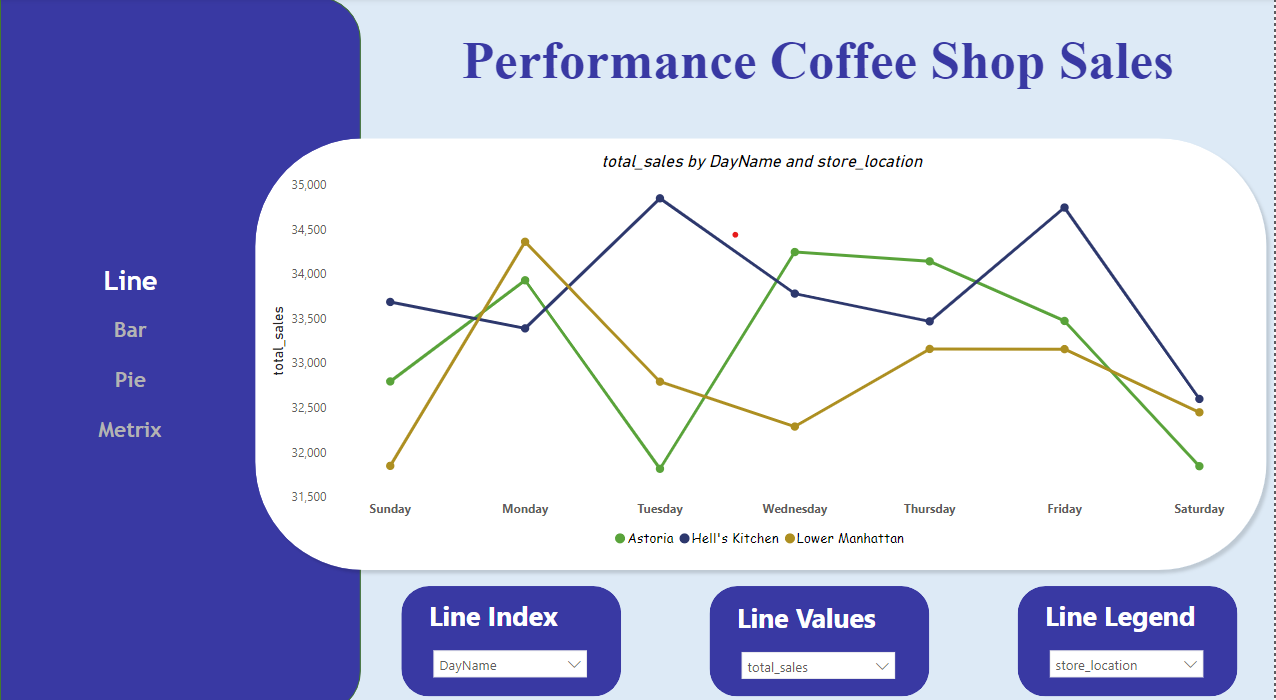 Performance Coffee Shop Sales
Line
Bar
Pie
Metrix
total_sales by DayName and store_location
total_sales
35,000
34,500
34,000
33,500
33,000
32,500
32,000
31,500
Sunday Monday Tuesday Wednesday Thursday Friday Saturday
Astoria Hell's Kitchen Lower Manhattan
Line Index
DayName
Line Values
total_sales
Line Legend
store_location